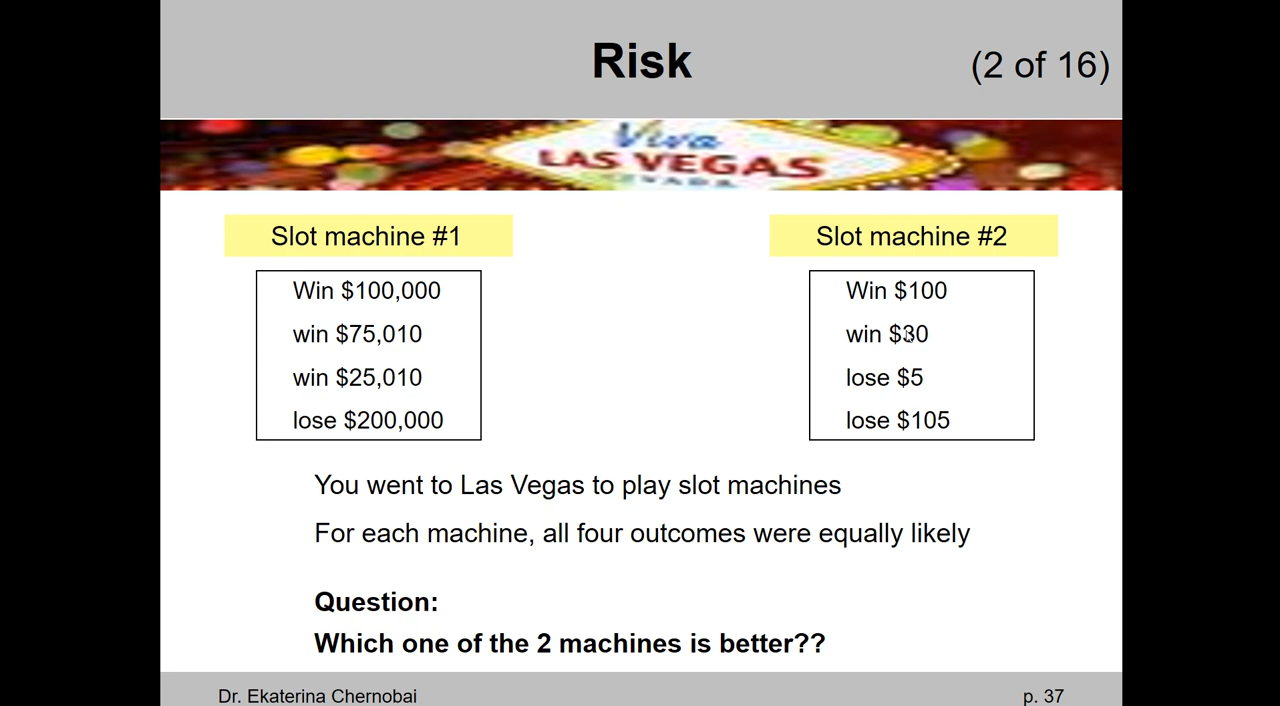 Risk
(2 of 16)
Viva
LAS VEGAS
NEVADA
Slot machine #1
Slot machine #2
Win $100,000
win $75,010
win $25,010
lose $200,000
Win $100
win $30
lose $5
lose $105
You went to Las Vegas to play slot machines
For each machine, all four outcomes were equally likely
Question:
Which one of the 2 machines is better??
Dr. Ekaterina Chernobai
p. 37